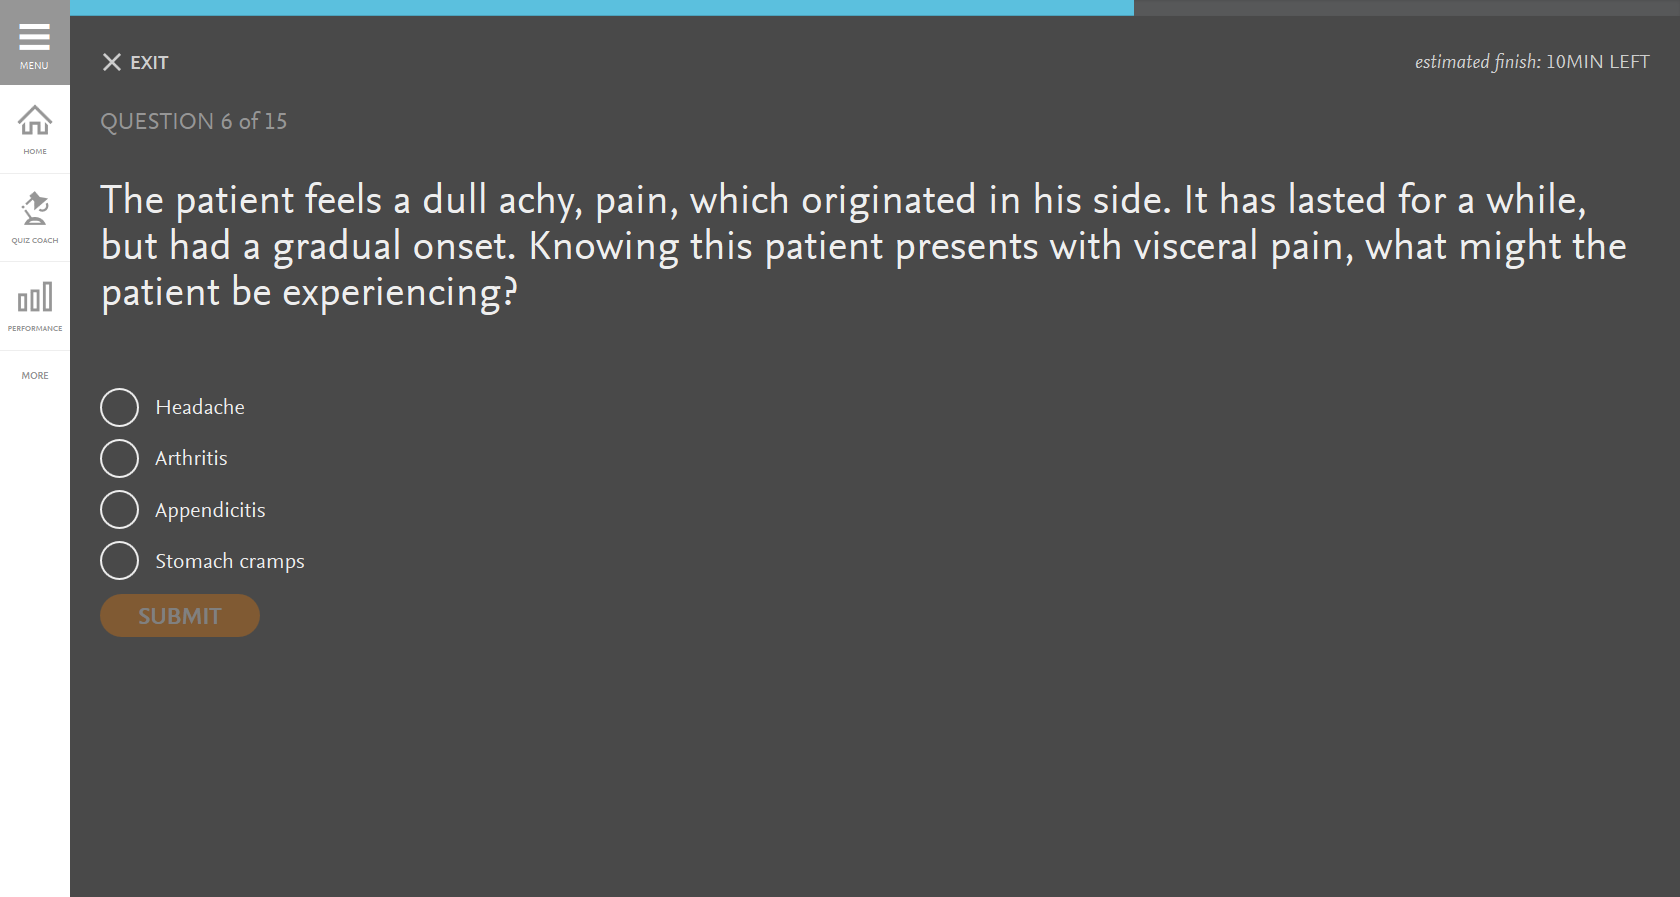 MENU
EXIT
estimated finish: 10MIN LEFT
HOME
QUIZ COACH
PERFORMANCE
MORE
QUESTION 6 of 15
The patient feels a dull achy, pain, which originated in his side. It has lasted for a while,
but had a gradual onset. Knowing this patient presents with visceral pain, what might the
patient be experiencing?
Headache
Arthritis
Appendicitis
Stomach cramps
SUBMIT